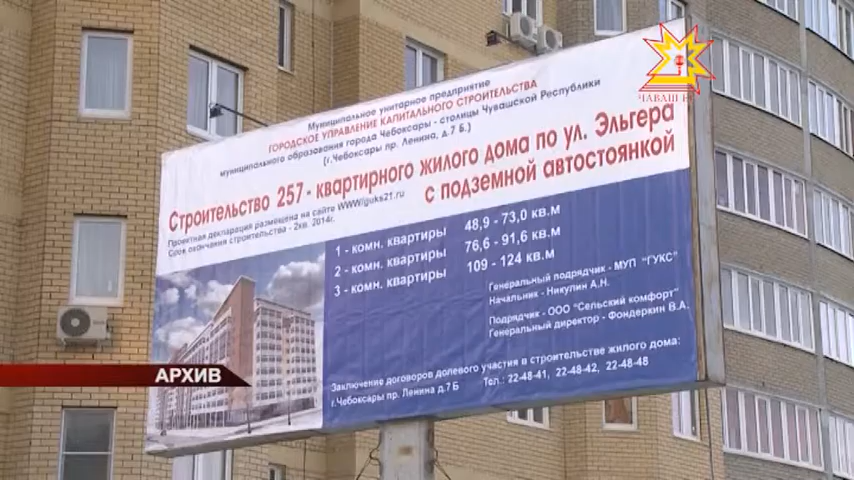 ЧАВАШ ЕН
Муниципальное унитарное предприятие
ГОРОДСКОЕ УПРАВЛЕНИЕ КАПИТАЛЬНОГО СТРОИТЕЛЬСТВА
муниципального образования города Чебоксары - столицы Чувашской Республики
(г.Чебоксары пр. Ленина, д.7 Б.)
Строительство 257 - квартирного жилого дома по ул. Эльгера
с подземной автостоянкой
Проектная декларация размещена на сайте WWW/guks21.ru
Срок окончания строительства - 2кв. 2014г.
1 - комн. квартиры 48,9 - 73,0 кв.м
2 - комн. квартиры 76,6 - 91,6 кв.м
3 - комн. квартиры 109 - 124 кв.м
Генеральный подрядчик - МУП "ГУКС"
Начальник - Никулин А.Н.
Подрядчик - ООО "Сельский комфорт"
Генеральный директор - Фондеркин В.А.
Заключение договоров долевого участия в строительстве жилого дома:
г.Чебоксары пр. Ленина д.7 Б Тел.: 22-48-41, 22-48-42, 22-48-48
АРХИВ